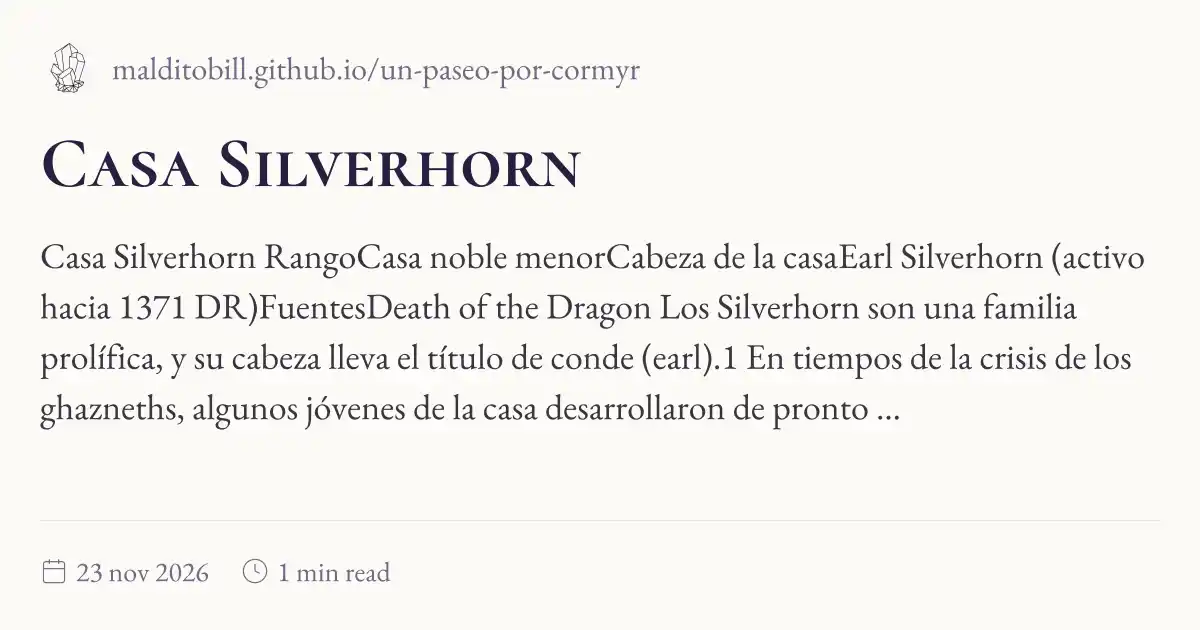 malditobill.github.io/un-paseo-por-cormyr
Casa Silverhorn
Casa Silverhorn RangoCasa noble menorCabeza de la casaEarl Silverhorn (activo
hacia 1371 DR)FuentesDeath of the Dragon Los Silverhorn son una familia
prolífica, y su cabeza lleva el título de conde (earl).1 En tiempos de la crisis de los
ghazneths, algunos jóvenes de la casa desarrollaron de pronto ...
23 nov 2026
1 min read